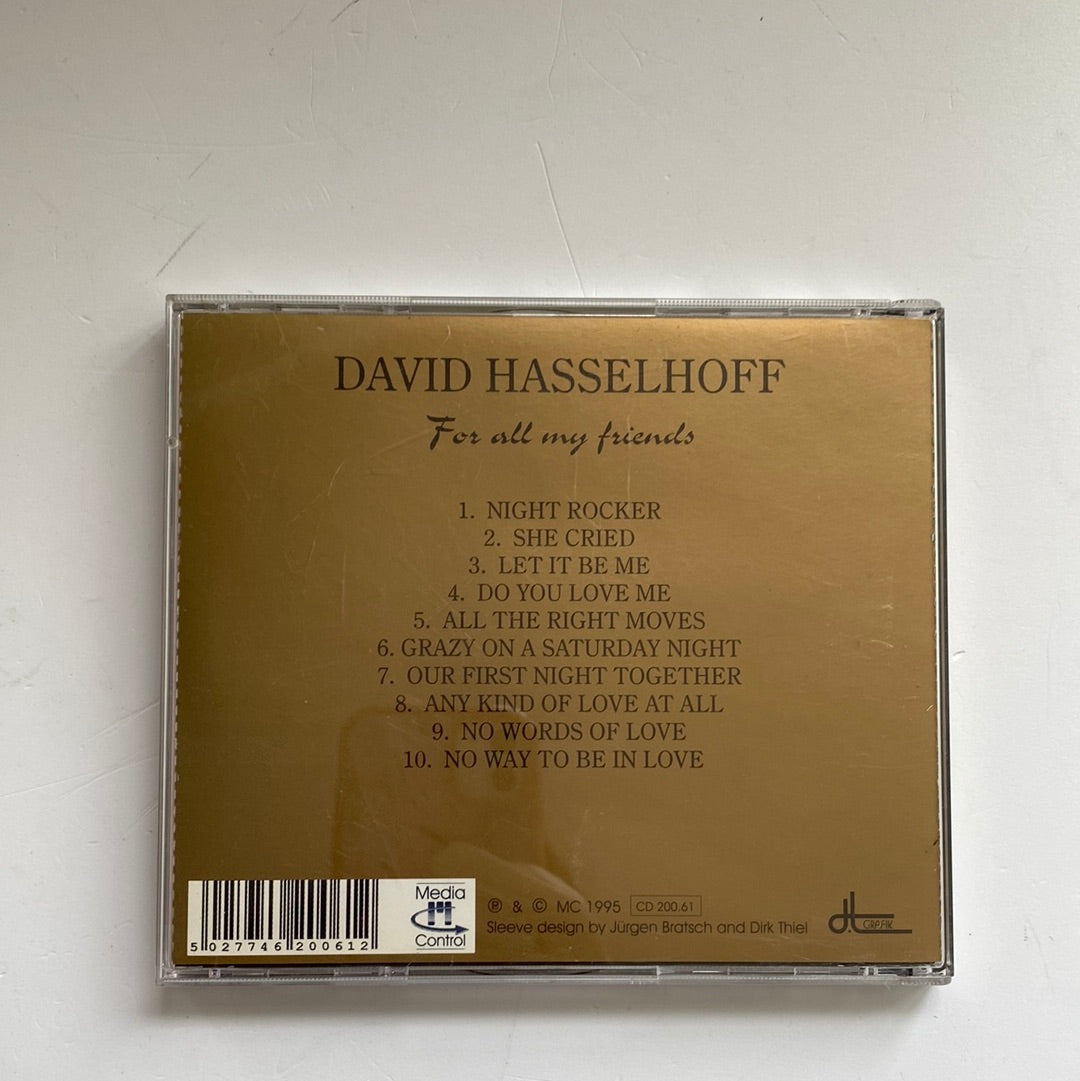 DAVID HASSELHOFF
For all my friends
1. NIGHT ROCKER
2. SHE CRIED
3. LET IT BE ME
4. DO YOU LOVE ME
5. ALL THE RIGHT MOVES
6. GRAZY ON A SATURDAY NIGHT
7. OUR FIRST NIGHT TOGETHER
8. ANY KIND OF LOVE AT ALL
9. NO WORDS OF LOVE
10. NO WAY TO BE IN LOVE
Media
Control
5 027746 200612
℗ & © MC 1995 CD 200.61
Sleeve design by Jürgen Bratsch and Dirk Thiel